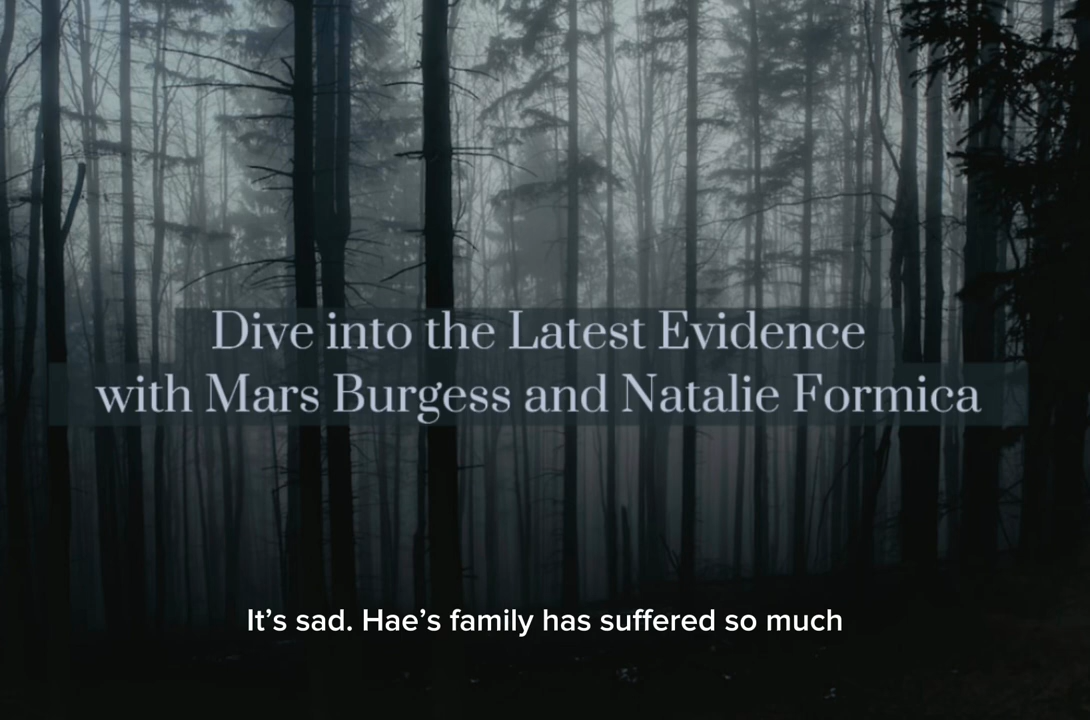 Dive into the Latest Evidence
with Mars Burgess and Natalie Formica
It’s sad. Hae’s family has suffered so much